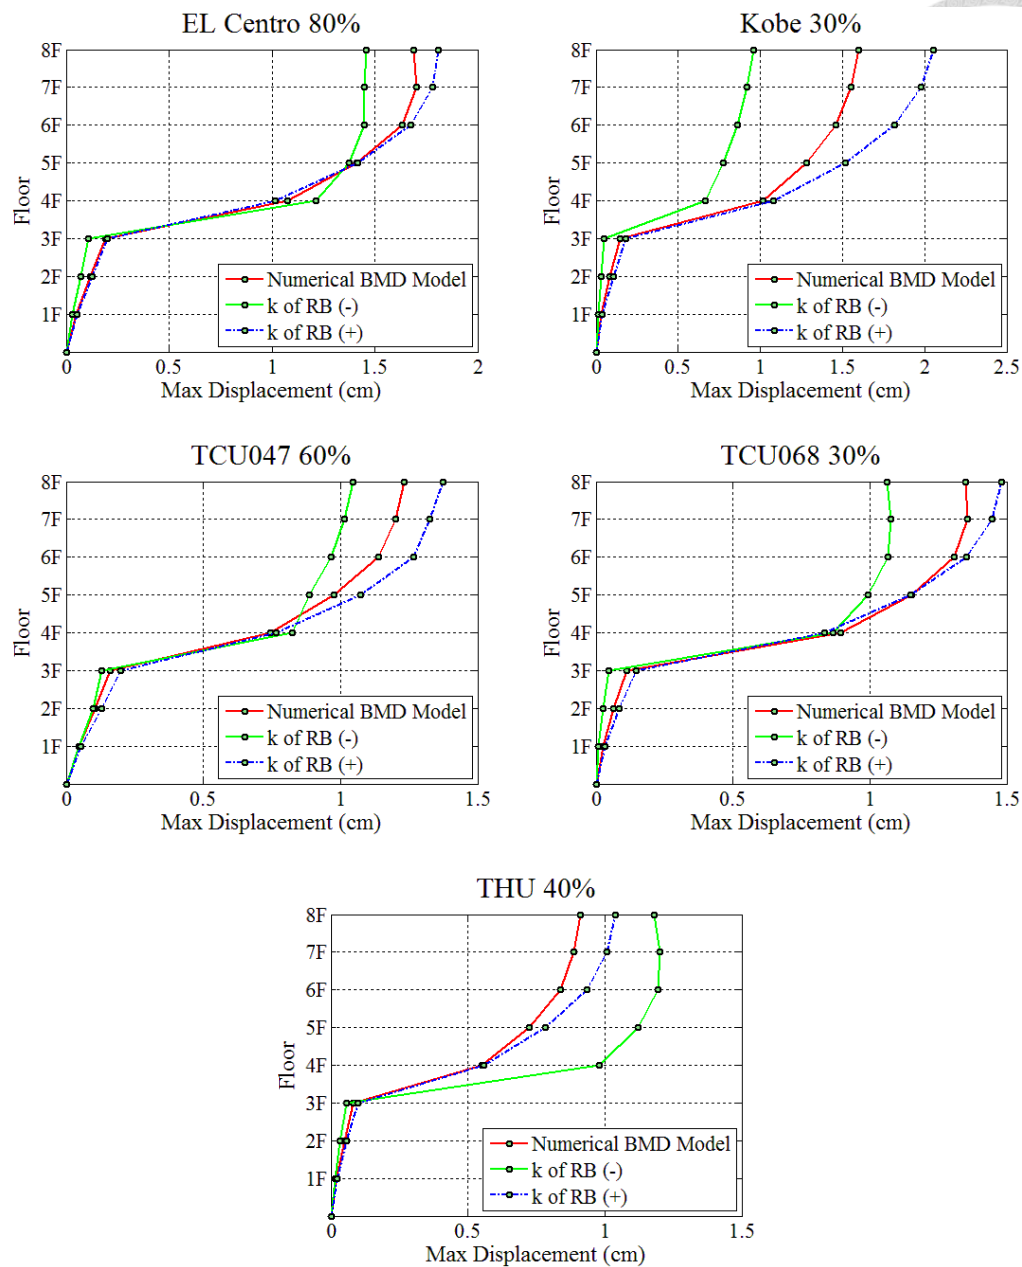 EL Centro 80%
8F
7F
6F
5F
4F
3F
2F
1F
Floor
Numerical BMD Model
k of RB (-)
k of RB (+)
0 0.5 1 1.5 2
Max Displacement (cm)
Kobe 30%
8F
7F
6F
5F
4F
3F
2F
1F
Floor
Numerical BMD Model
k of RB (-)
k of RB (+)
0 0.5 1 1.5 2 2.5
Max Displacement (cm)
TCU047 60%
8F
7F
6F
5F
4F
3F
2F
1F
Floor
Numerical BMD Model
k of RB (-)
k of RB (+)
0 0.5 1 1.5
Max Displacement (cm)
TCU068 30%
8F
7F
6F
5F
4F
3F
2F
1F
Floor
Numerical BMD Model
k of RB (-)
k of RB (+)
0 0.5 1 1.5
Max Displacement (cm)
THU 40%
8F
7F
6F
5F
4F
3F
2F
1F
Floor
Numerical BMD Model
k of RB (-)
k of RB (+)
0 0.5 1 1.5
Max Displacement (cm)